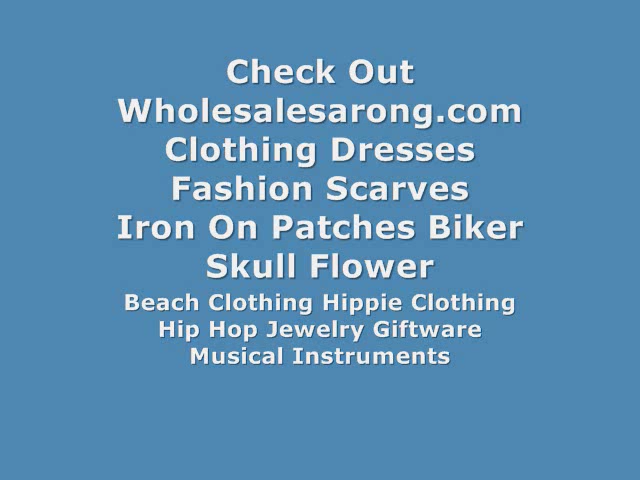 Check Out
Wholesalesarong.com
Clothing Dresses
Fashion Scarves
Iron On Patches Biker
Skull Flower
Beach Clothing Hippie Clothing
Hip Hop Jewelry Giftware
Musical Instruments